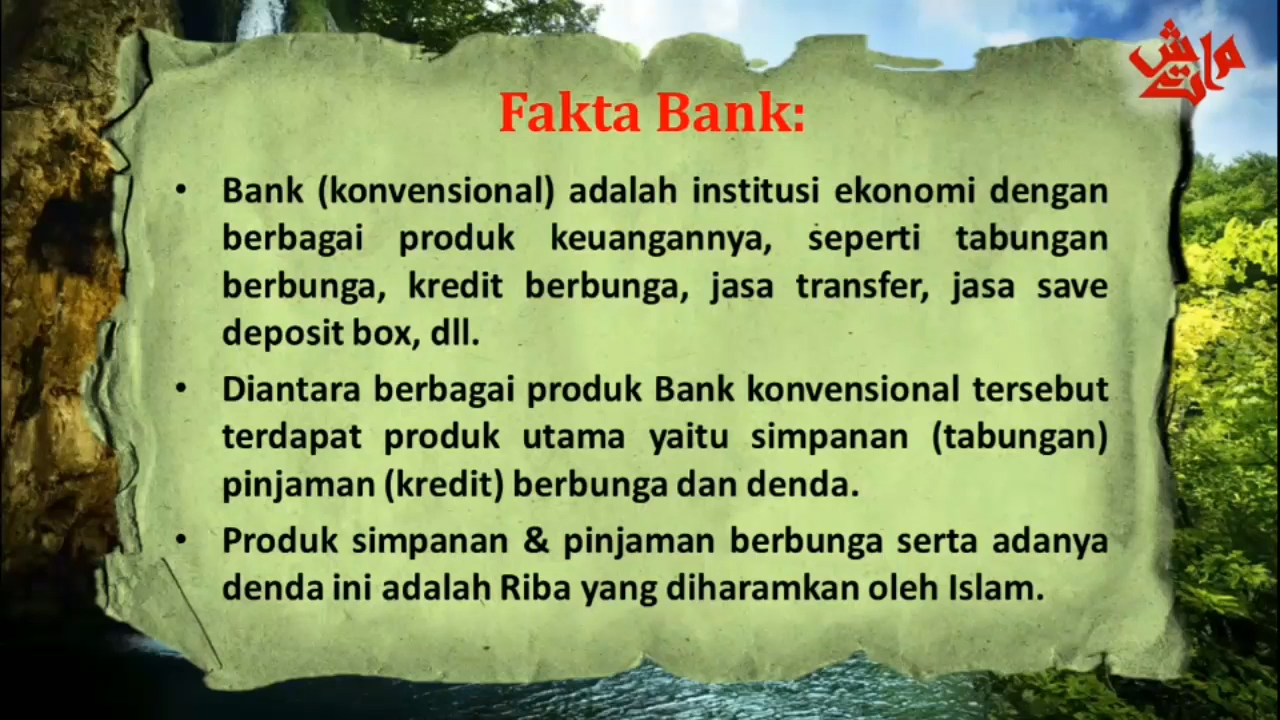 Fakta Bank:
• Bank (konvensional) adalah institusi ekonomi dengan
berbagai produk keuangannya, seperti tabungan
berbunga, kredit berbunga, jasa transfer, jasa save
deposit box, dll.
• Diantara berbagai produk Bank konvensional tersebut
terdapat produk utama yaitu simpanan (tabungan)
pinjaman (kredit) berbunga dan denda.
• Produk simpanan & pinjaman berbunga serta adanya
denda ini adalah Riba yang diharamkan oleh Islam.